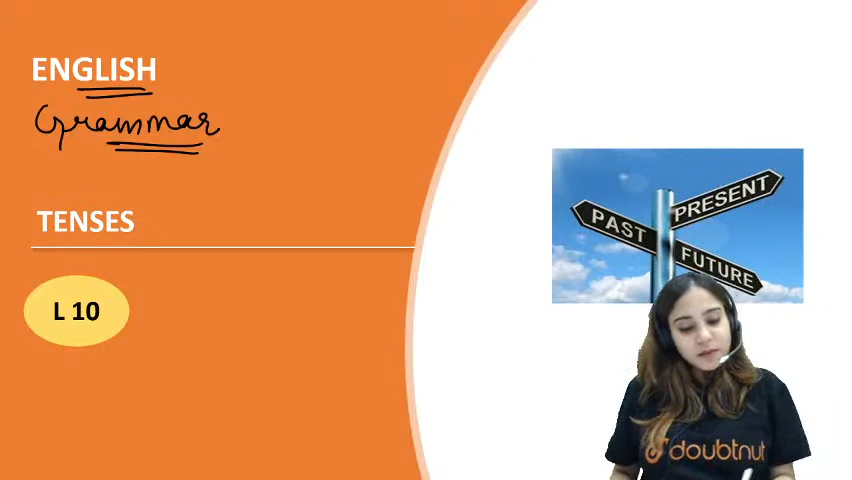 ENGLISH
Grammar
TENSES
L 10
PAST
PRESENT
FUTURE
doubtnut